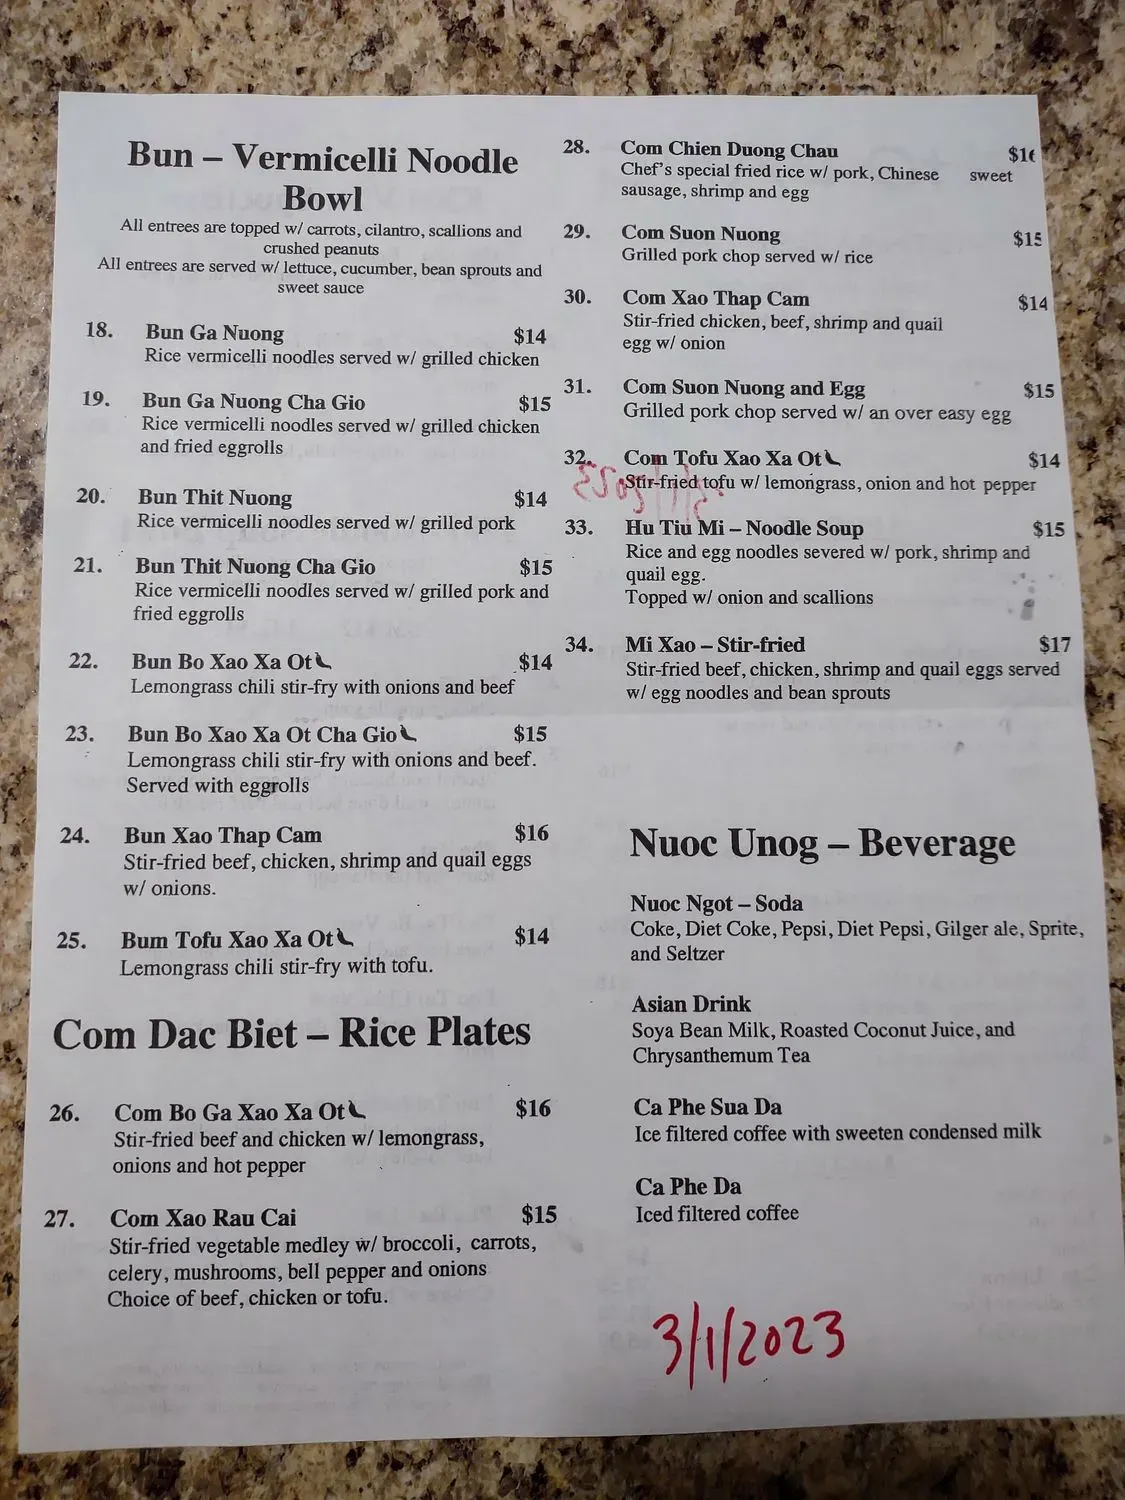 Bun – Vermicelli Noodle
Bowl
All entrees are topped w/ carrots, cilantro, scallions and
crushed peanuts
All entrees are served w/ lettuce, cucumber, bean sprouts and
sweet sauce
18. Bun Ga Nuong $14
Rice vermicelli noodles served w/ grilled chicken
19. Bun Ga Nuong Cha Gio $15
Rice vermicelli noodles served w/ grilled chicken
and fried eggrolls
20. Bun Thit Nuong $14
Rice vermicelli noodles served w/ grilled pork
21. Bun Thit Nuong Cha Gio $15
Rice vermicelli noodles served w/ grilled pork and
fried eggrolls
22. Bun Bo Xao Xa Ot $14
Lemongrass chili stir-fry with onions and beef
23. Bun Bo Xao Xa Ot Cha Gio $15
Lemongrass chili stir-fry with onions and beef.
Served with eggrolls
24. Bun Xao Thap Cam $16
Stir-fried beef, chicken, shrimp and quail eggs
w/ onions.
25. Bum Tofu Xao Xa Ot $14
Lemongrass chili stir-fry with tofu.
Com Dac Biet – Rice Plates
26. Com Bo Ga Xao Xa Ot $16
Stir-fried beef and chicken w/ lemongrass,
onions and hot pepper
27. Com Xao Rau Cai $15
Stir-fried vegetable medley w/ broccoli, carrots,
celery, mushrooms, bell pepper and onions
Choice of beef, chicken or tofu.
28. Com Chien Duong Chau
Chef's special fried rice w/ pork, Chinese sweet
sausage, shrimp and egg
29. Com Suon Nuong $15
Grilled pork chop served w/ rice
30. Com Xao Thap Cam $14
Stir-fried chicken, beef, shrimp and quail
egg w/ onion
31. Com Suon Nuong and Egg $15
Grilled pork chop served w/ an over easy egg
32. Com Tofu Xao Xa Ot $14
Stir-fried tofu w/ lemongrass, onion and hot pepper
33. Hu Tiu Mi – Noodle Soup $15
Rice and egg noodles severed w/ pork, shrimp and
quail egg.
Topped w/ onion and scallions
34. Mi Xao – Stir-fried $17
Stir-fried beef, chicken, shrimp and quail eggs served
w/ egg noodles and bean sprouts
Nuoc Unog – Beverage
Nuoc Ngot – Soda
Coke, Diet Coke, Pepsi, Diet Pepsi, Gilger ale, Sprite,
and Seltzer
Asian Drink
Soya Bean Milk, Roasted Coconut Juice, and
Chrysanthemum Tea
Ca Phe Sua Da
Ice filtered coffee with sweeten condensed milk
Ca Phe Da
Iced filtered coffee
3/1/2023